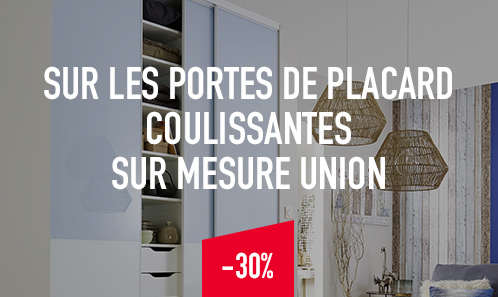 SUR LES PORTES DE PLACARD
COULISSANTES
SUR MESURE UNION
-30%